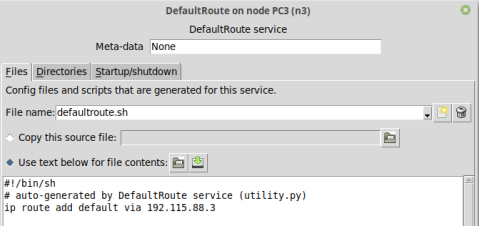 DefaultRoute on node PC3 (n3)
DefaultRoute service
Meta-data None
Files Directories Startup/shutdown
Config files and scripts that are generated for this service.
File name: defaultroute.sh
Copy this source file:
Use text below for file contents:
#!/bin/sh
# auto-generated by DefaultRoute service (utility.py)
ip route add default via 192.115.88.3